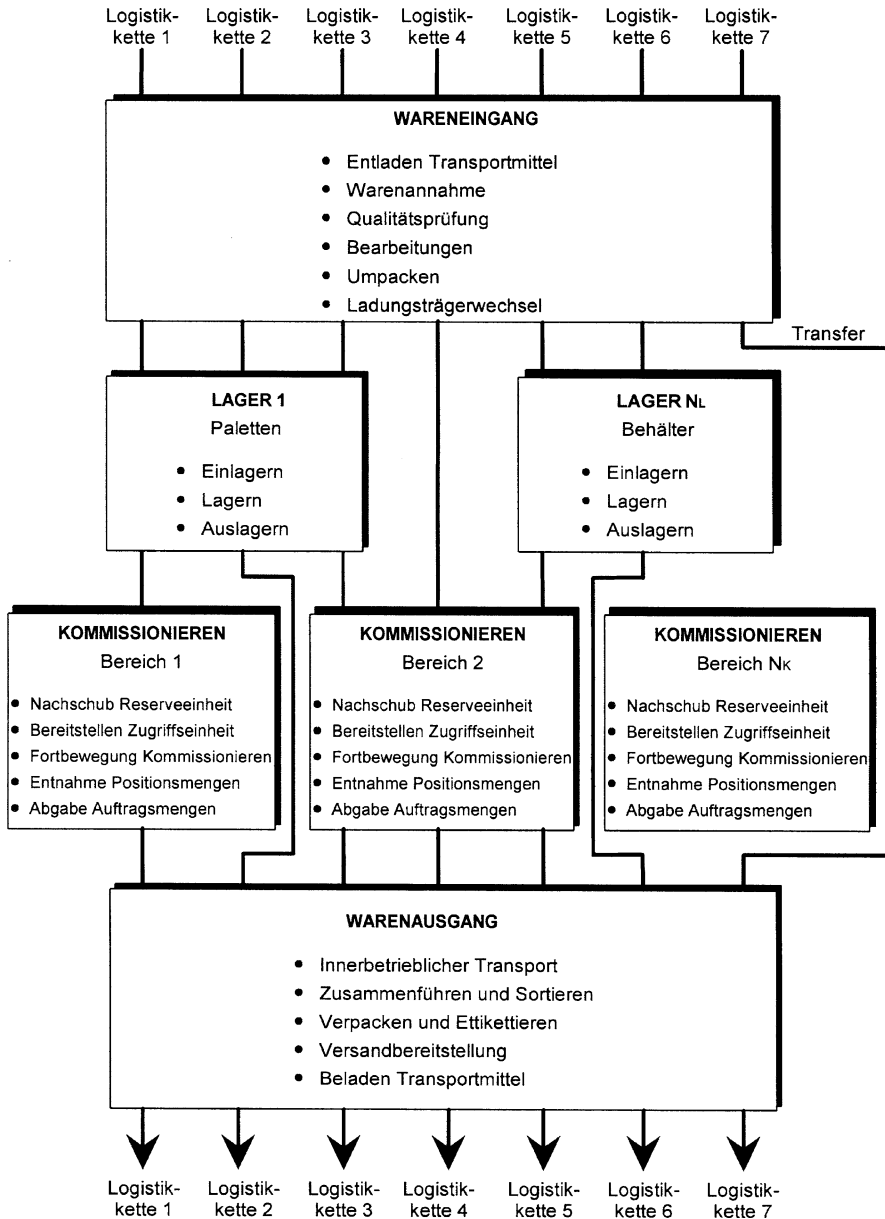 Logistik-
kette 1
Logistik-
kette 2
Logistik-
kette 3
Logistik-
kette 4
Logistik-
kette 5
Logistik-
kette 6
Logistik-
kette 7
WARENEINGANG
• Entladen Transportmittel
• Warenannahme
• Qualitätsprüfung
• Bearbeitungen
• Umpacken
• Ladungsträgerwechsel
Transfer
LAGER 1
Paletten
• Einlagern
• Lagern
• Auslagern
LAGER NL
Behälter
• Einlagern
• Lagern
• Auslagern
KOMMISSIONIEREN
Bereich 1
• Nachschub Reserveeinheit
• Bereitstellen Zugriffseinheit
• Fortbewegung Kommissionieren
• Entnahme Positionsmengen
• Abgabe Auftragsmengen
KOMMISSIONIEREN
Bereich 2
• Nachschub Reserveeinheit
• Bereitstellen Zugriffseinheit
• Fortbewegung Kommissionieren
• Entnahme Positionsmengen
• Abgabe Auftragsmengen
KOMMISSIONIEREN
Bereich NK
• Nachschub Reserveeinheit
• Bereitstellen Zugriffseinheit
• Fortbewegung Kommissionieren
• Entnahme Positionsmengen
• Abgabe Auftragsmengen
WARENAUSGANG
• Innerbetrieblicher Transport
• Zusammenführen und Sortieren
• Verpacken und Ettikettieren
• Versandbereitstellung
• Beladen Transportmittel
Logistik-
kette 1
Logistik-
kette 2
Logistik-
kette 3
Logistik-
kette 4
Logistik-
kette 5
Logistik-
kette 6
Logistik-
kette 7